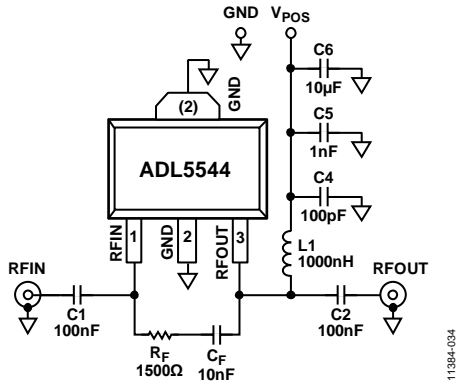 GND
VPOS
C6
10µF
(2)
GND
C5
1nF
ADL5544
C4
100pF
RFIN
1
GND
2
RFOUT
3
L1
1000nH
RFIN
RFOUT
C1
100nF
C2
100nF
RF
1500Ω
CF
10nF
11384-034